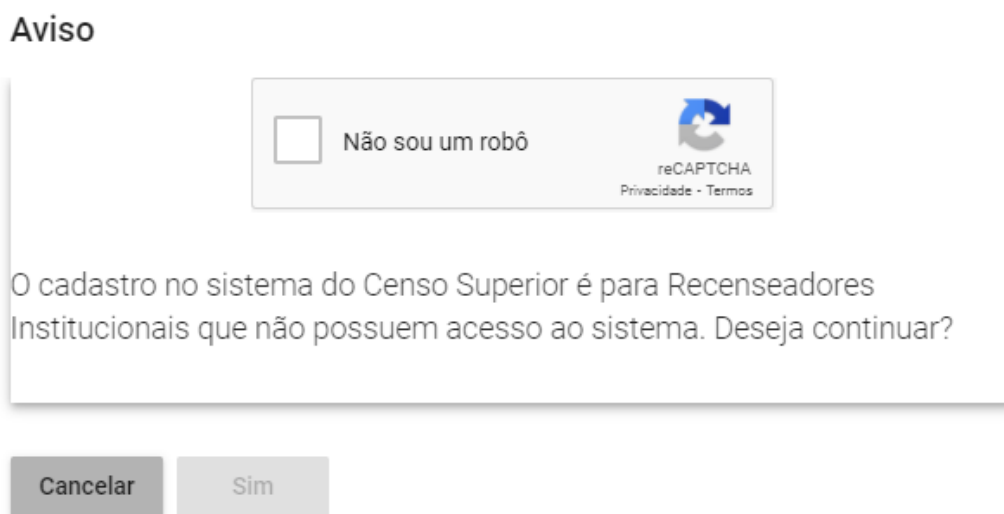 Aviso
Não sou um robô
reCAPTCHA
Privacidade - Termos
O cadastro no sistema do Censo Superior é para Recenseadores
Institucionais que não possuem acesso ao sistema. Deseja continuar?
Cancelar Sim